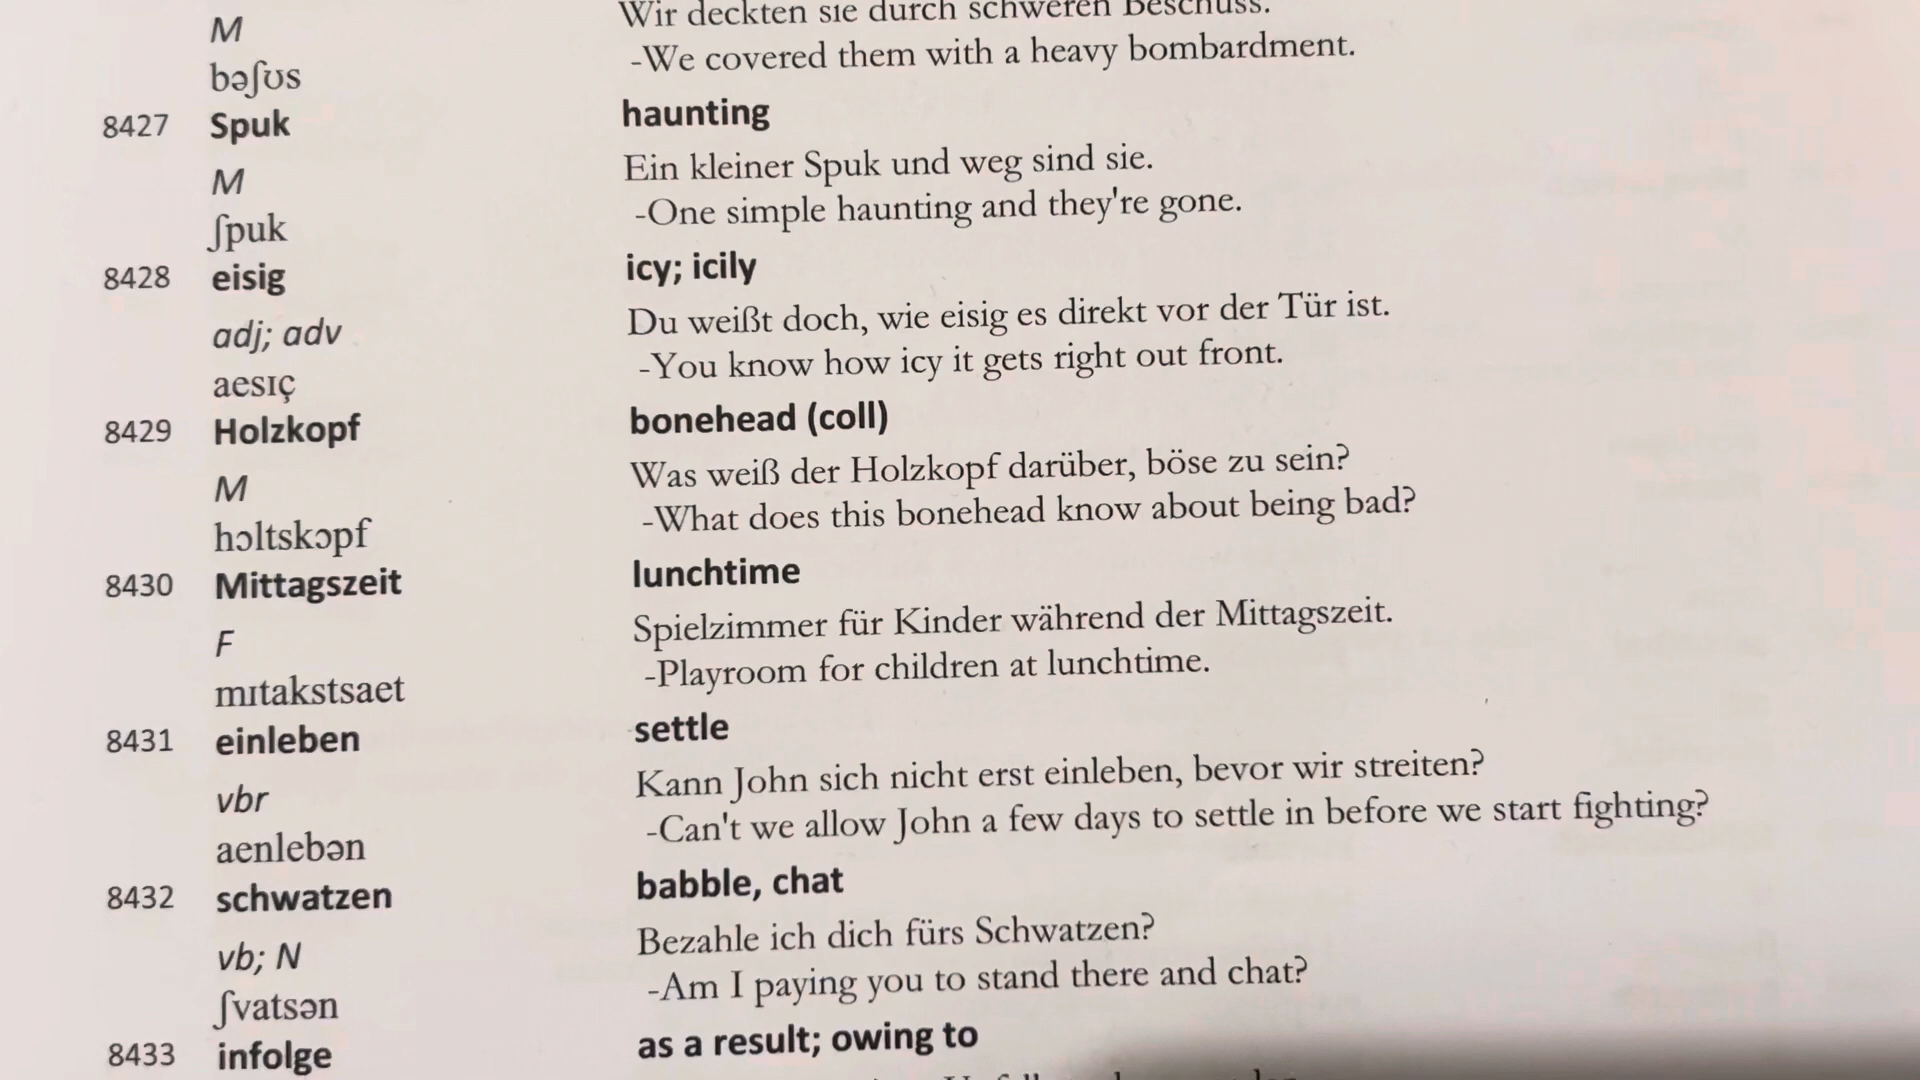 M
Wir deckten sie durch schweren Beschuss.
-We covered them with a heavy bombardment.
bəʃʊs
8427 Spuk haunting
M
Ein kleiner Spuk und weg sind sie.
-One simple haunting and they're gone.
ʃpuk
8428 eisig icy; icily
adj; adv
Du weißt doch, wie eisig es direkt vor der Tür ist.
-You know how icy it gets right out front.
aesɪç
8429 Holzkopf bonehead (coll)
M
Was weiß der Holzkopf darüber, böse zu sein?
-What does this bonehead know about being bad?
hɔltskɔpf
8430 Mittagszeit lunchtime
F
Spielzimmer für Kinder während der Mittagszeit.
-Playroom for children at lunchtime.
mɪtakstsaet
8431 einleben settle
vbr
Kann John sich nicht erst einleben, bevor wir streiten?
-Can't we allow John a few days to settle in before we start fighting?
aenlebən
8432 schwatzen babble, chat
vb; N
Bezahle ich dich fürs Schwatzen?
-Am I paying you to stand there and chat?
ʃvatsən
8433 infolge as a result; owing to